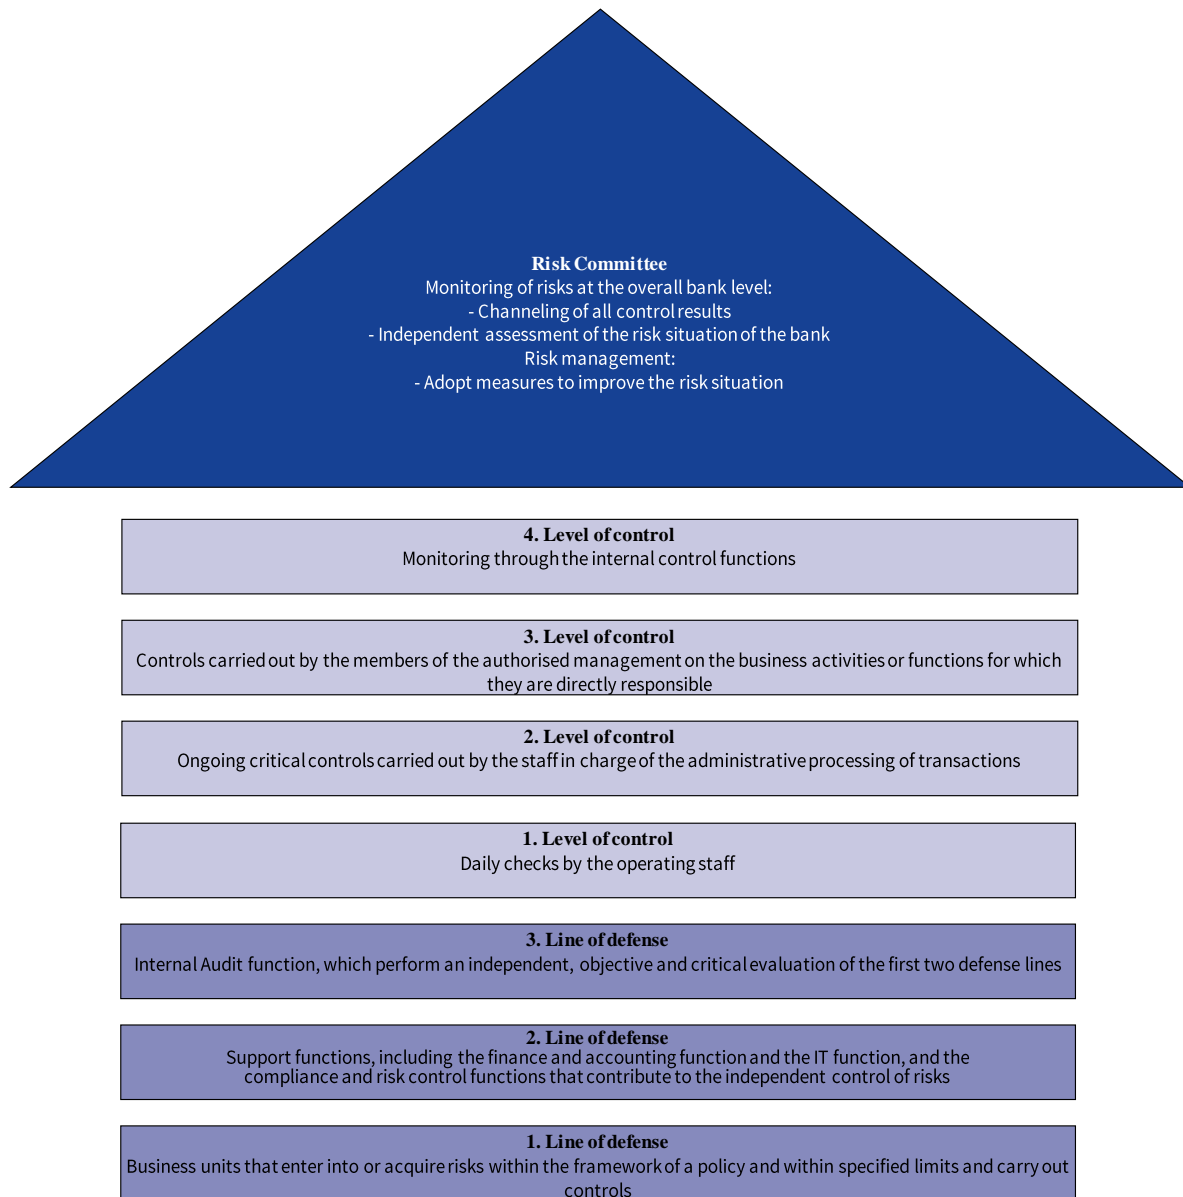 Risk Committee
Monitoring of risks at the overall bank level:
- Channeling of all control results
- Independent assessment of the risk situation of the bank
Risk management:
- Adopt measures to improve the risk situation
4. Level of control
Monitoring through the internal control functions
3. Level of control
Controls carried out by the members of the authorised management on the business activities or functions for which
they are directly responsible
2. Level of control
Ongoing critical controls carried out by the staff in charge of the administrative processing of transactions
1. Level of control
Daily checks by the operating staff
3. Line of defense
Internal Audit function, which perform an independent, objective and critical evaluation of the first two defense lines
2. Line of defense
Support functions, including the finance and accounting function and the IT function, and the
compliance and risk control functions that contribute to the independent control of risks
1. Line of defense
Business units that enter into or acquire risks within the framework of a policy and within specified limits and carry out
controls